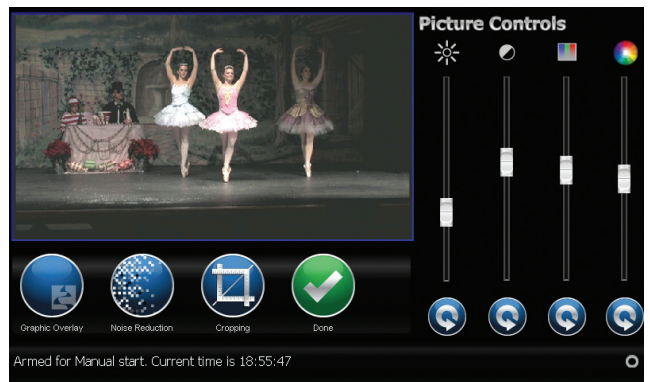 Picture Controls
Graphic Overlay
Noise Reduction
Cropping
Done
Armed for Manual start. Current time is 18:55:47